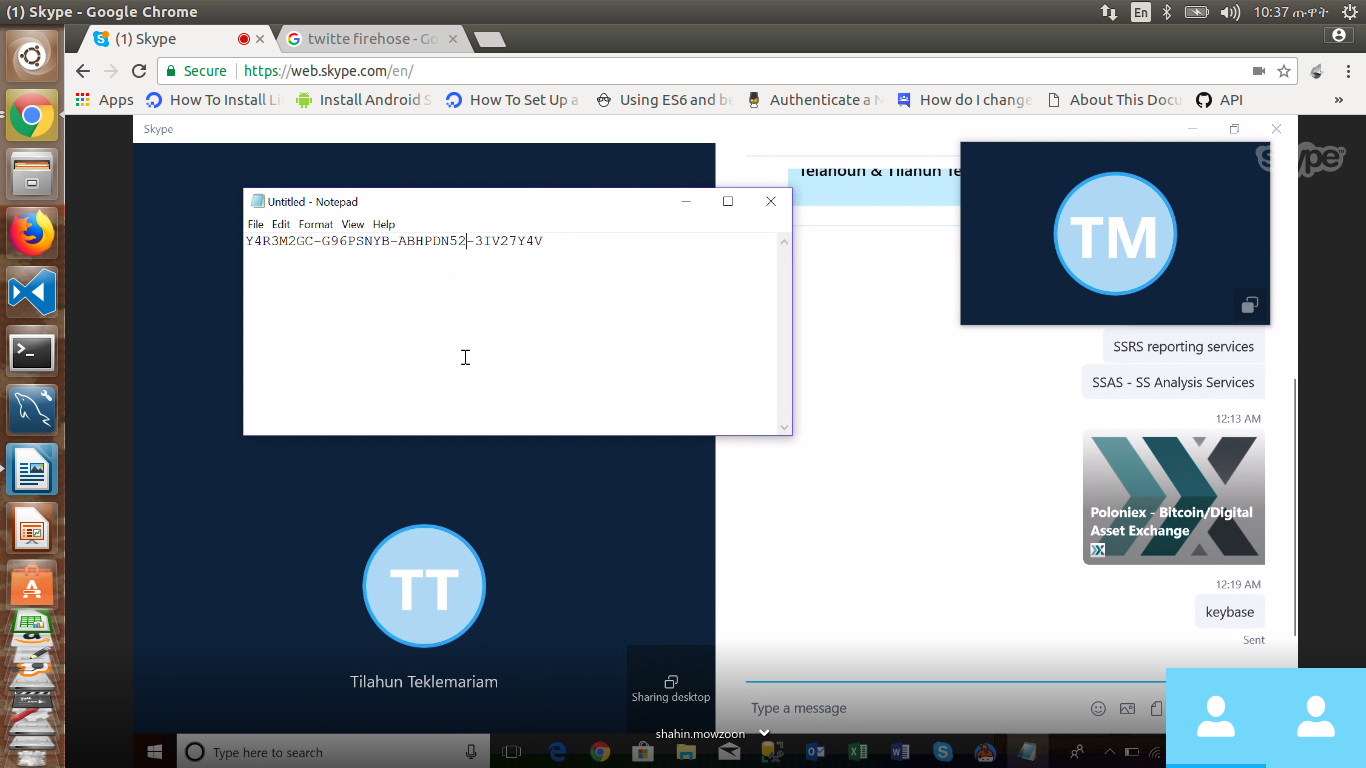 (1) Skype - Google Chrome
En
10:37 ጡዋት
(1) Skype
twitte firehose - Go
Secure
https://web.skype.com/en/
Apps
How To Install Li
Install Android S
How To Set Up a
Using ES6 and be
Authenticate a N
How do I change
About This Docu
API
»
Skype
Telahoun & Tilahun Te
skype
TM
Untitled - Notepad
File Edit Format View Help
Y4R3M2GC-G96PSNYB-ABHPDN52-3IV27Y4V
SSRS reporting services
SSAS - SS Analysis Services
12:13 AM
Poloniex - Bitcoin/Digital
Asset Exchange
12:19 AM
keybase
Sent
TT
Tilahun Teklemariam
Sharing desktop
Type a message
shahin.mowzoon
Type here to search